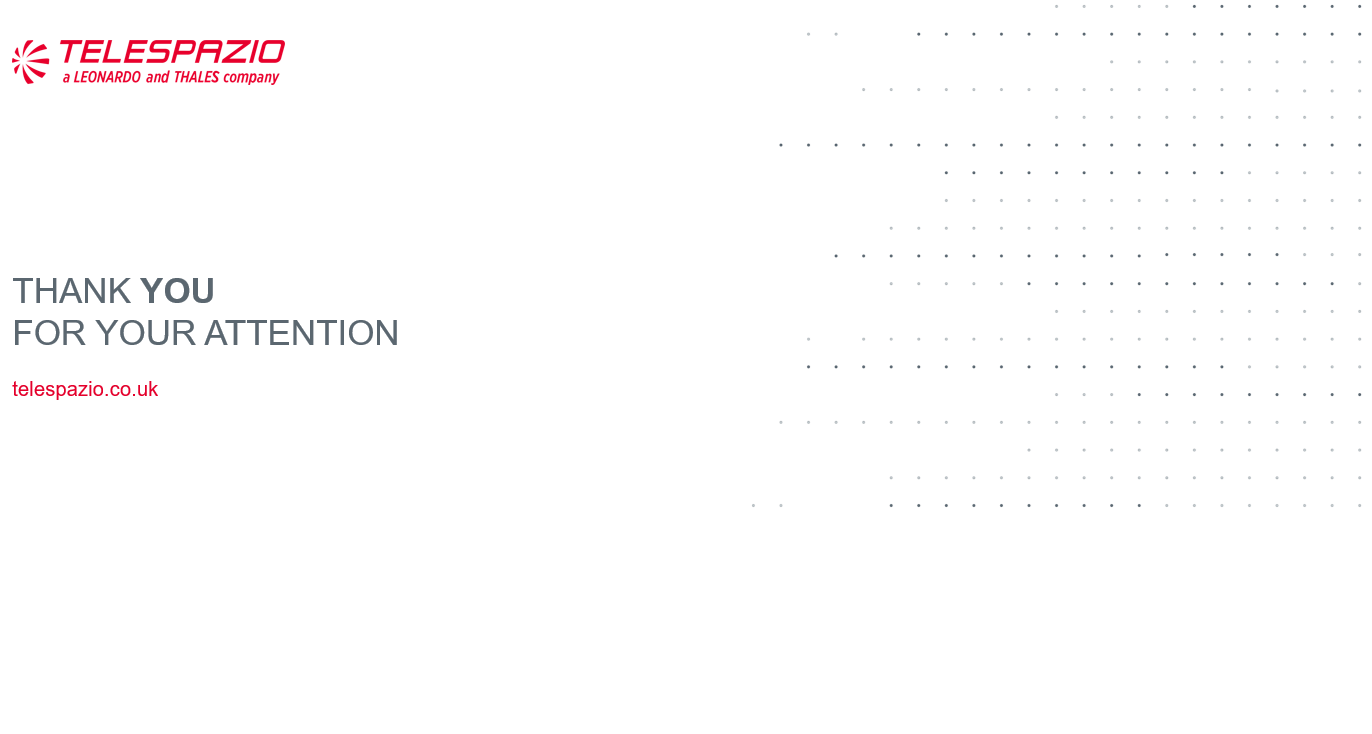 TELESPAZIO
a LEONARDO and THALES company
THANK YOU
FOR YOUR ATTENTION
telespazio.co.uk